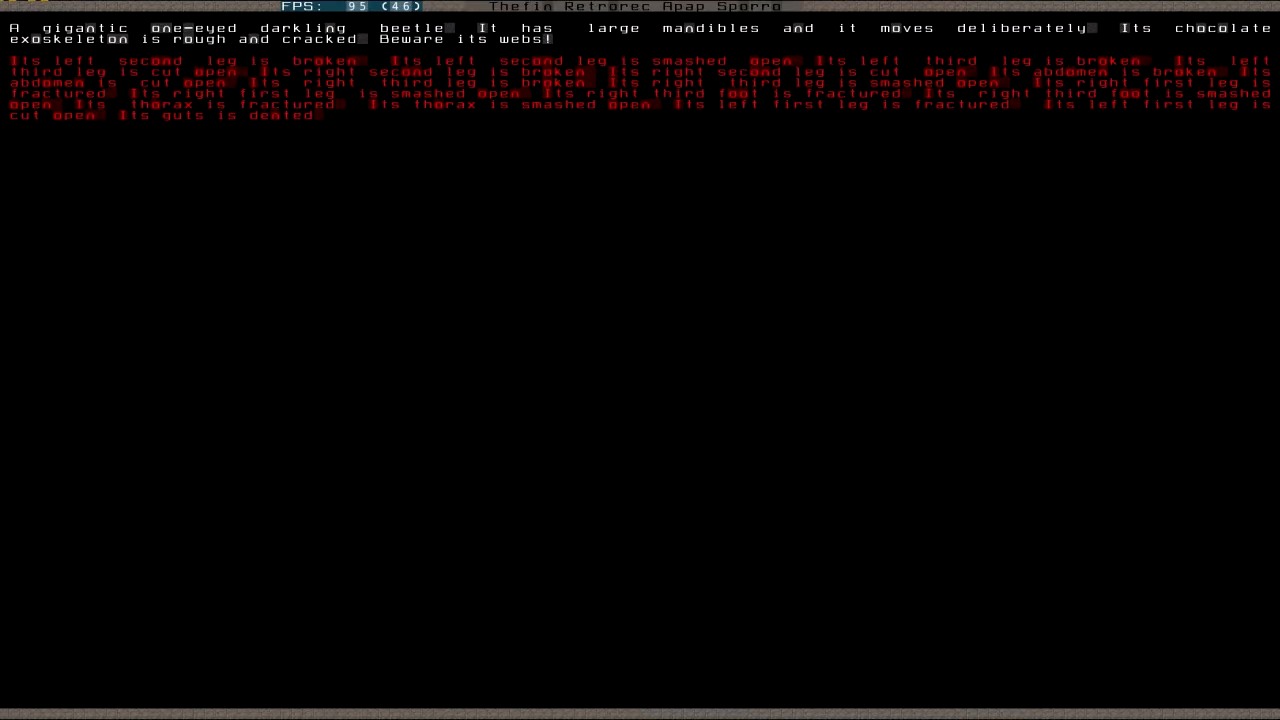 FPS: 95 (46) Thefin Retrorec Apap Sporro
A gigantic one-eyed darkling beetle. It has large mandibles and it moves deliberately. Its chocolate
exoskeleton is rough and cracked. Beware its webs!
Its left second leg is broken. Its left second leg is smashed open. Its left third leg is broken. Its left
third leg is cut open. Its right second leg is broken. Its right second leg is cut open. Its abdomen is broken. Its
abdomen is cut open. Its right third leg is broken. Its right third leg is smashed open. Its right first leg is
fractured. Its right first leg is smashed open. Its right third foot is fractured. Its right third foot is smashed
open. Its thorax is fractured. Its thorax is smashed open. Its left first leg is fractured. Its left first leg is
cut open. Its guts is dented.